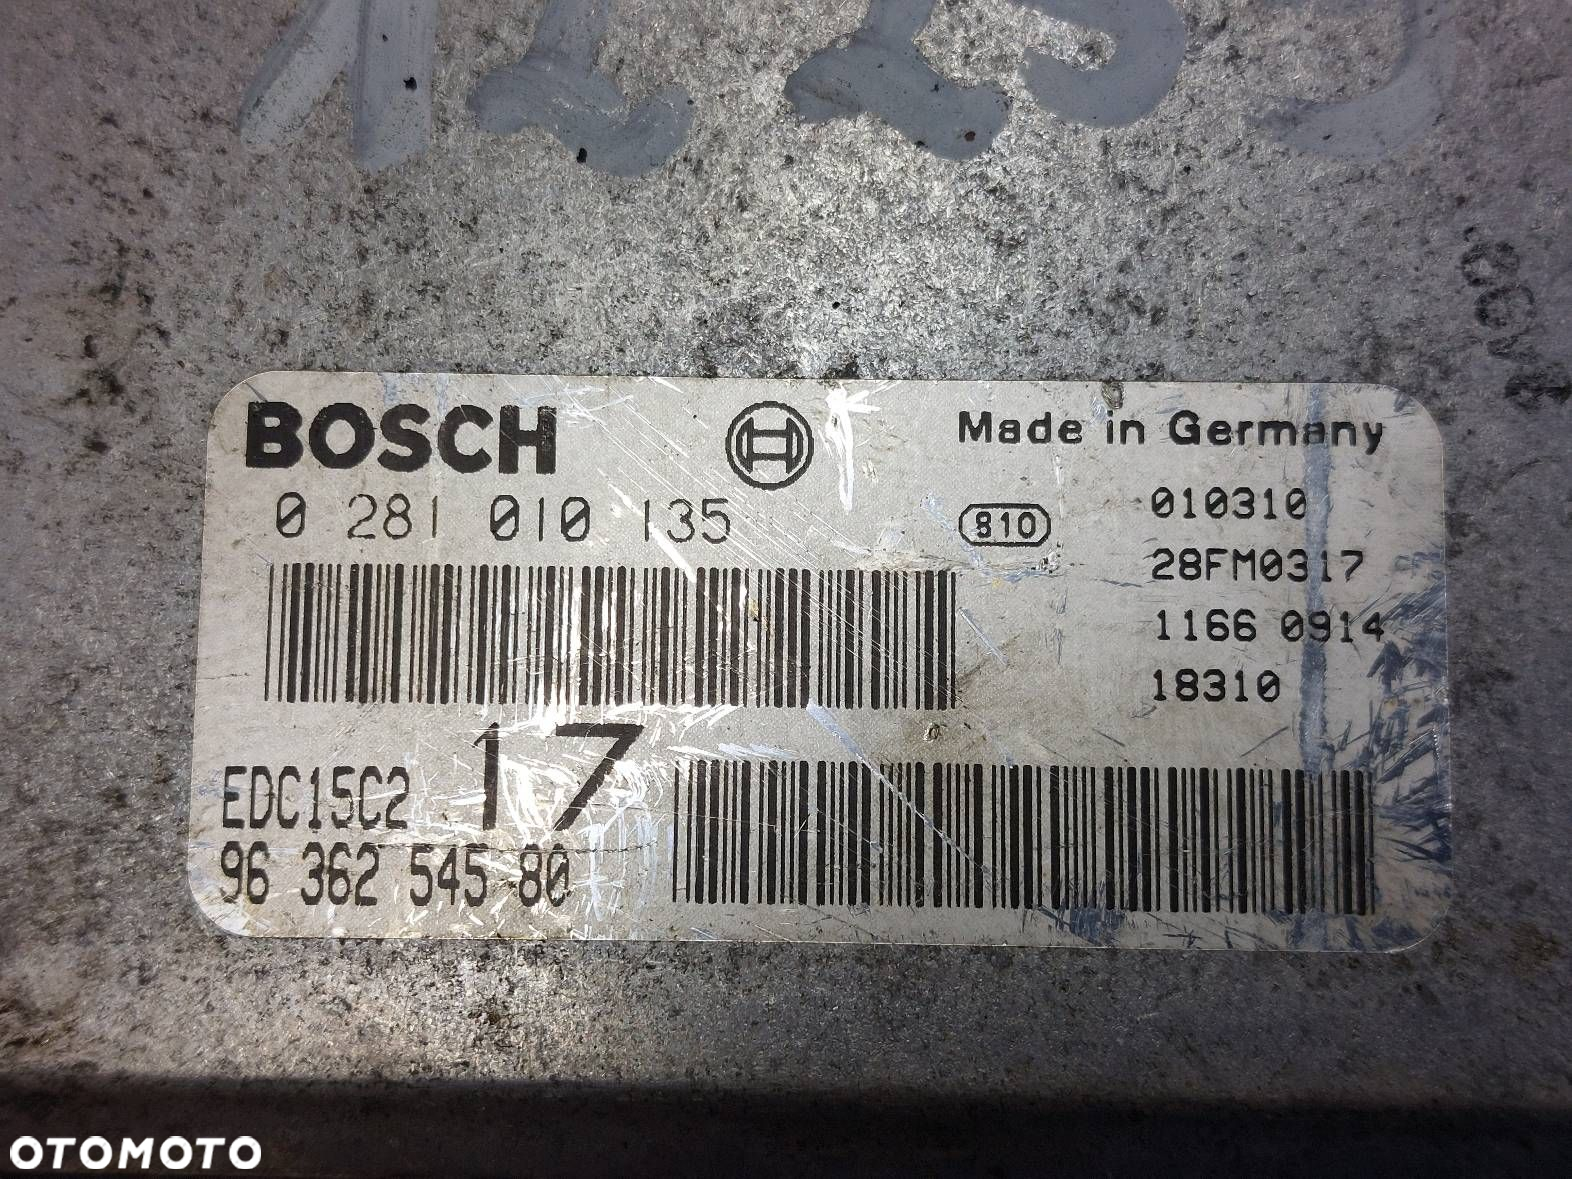 BOSCH
Made in Germany
0 281 010 135
810
010310
28FM0317
1166 0914
18310
17
EDC15C2
96 362 545 80
OTOMOTO